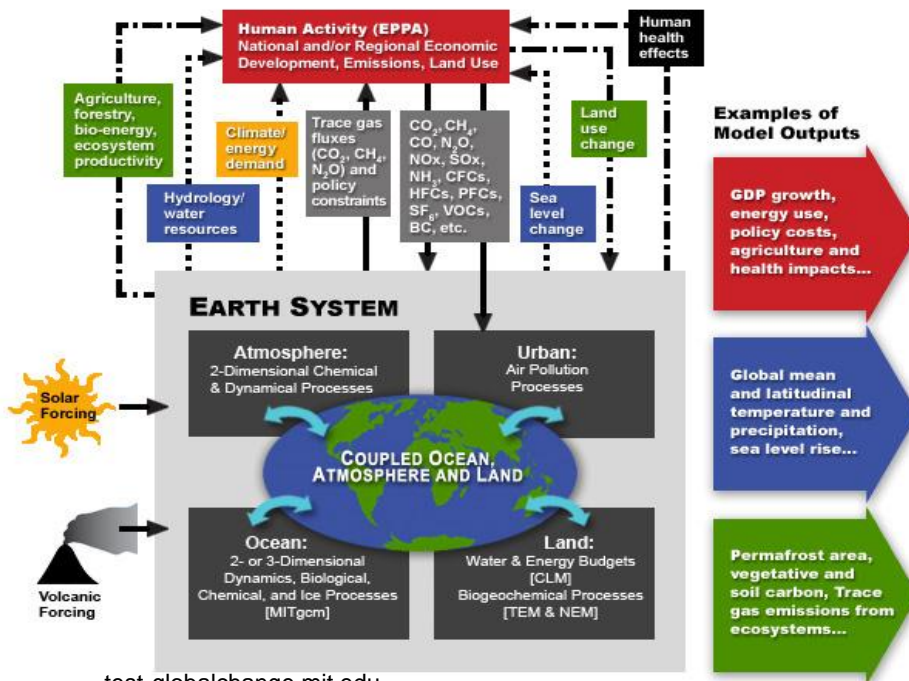 Human Activity (EPPA)
National and/or Regional Economic
Development, Emissions, Land Use
Human
health
effects
Agriculture,
forestry,
bio-energy,
ecosystem
productivity
Hydrology/
water
resources
Climate/
energy
demand
Trace gas
fluxes
(CO₂, CH₄,
N₂O) and
policy
constraints
CO₂, CH₄,
CO, N₂O,
NOx, SOx,
NH₃, CFCs,
HFCs, PFCs,
SF₆, VOCs,
BC, etc.
Sea
level
change
Land
use
change
EARTH SYSTEM
Atmosphere:
2-Dimensional Chemical
& Dynamical Processes
Urban:
Air Pollution
Processes
COUPLED OCEAN,
ATMOSPHERE AND LAND
Ocean:
2- or 3-Dimensional
Dynamics, Biological,
Chemical, and Ice Processes
[MITgcm]
Land:
Water & Energy Budgets
[CLM]
Biogeochemical Processes
[TEM & NEM]
Solar
Forcing
Volcanic
Forcing
Examples of
Model Outputs
GDP growth,
energy use,
policy costs,
agriculture and
health impacts...
Global mean
and latitudinal
temperature and
precipitation,
sea level rise...
Permafrost area,
vegetative and
soil carbon, Trace
gas emissions from
ecosystems...